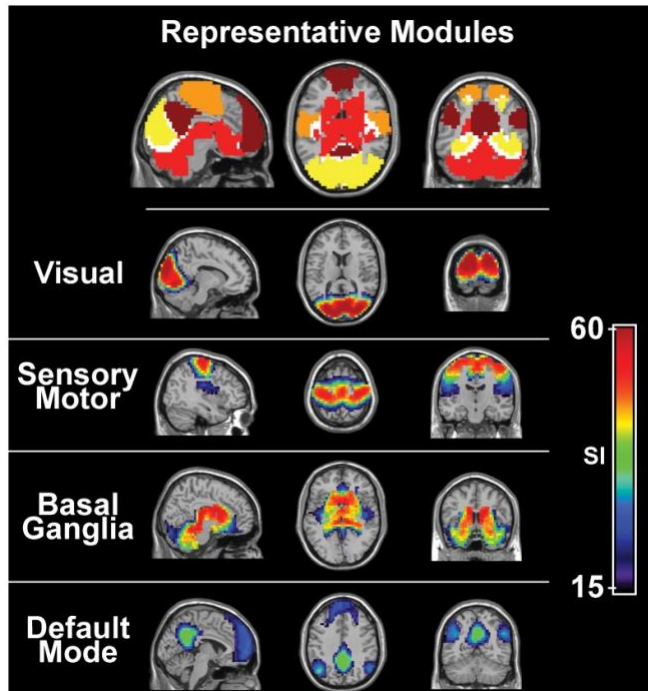 Representative Modules
Visual
60
Sensory
Motor
SI
Basal
Ganglia
15
Default
Mode